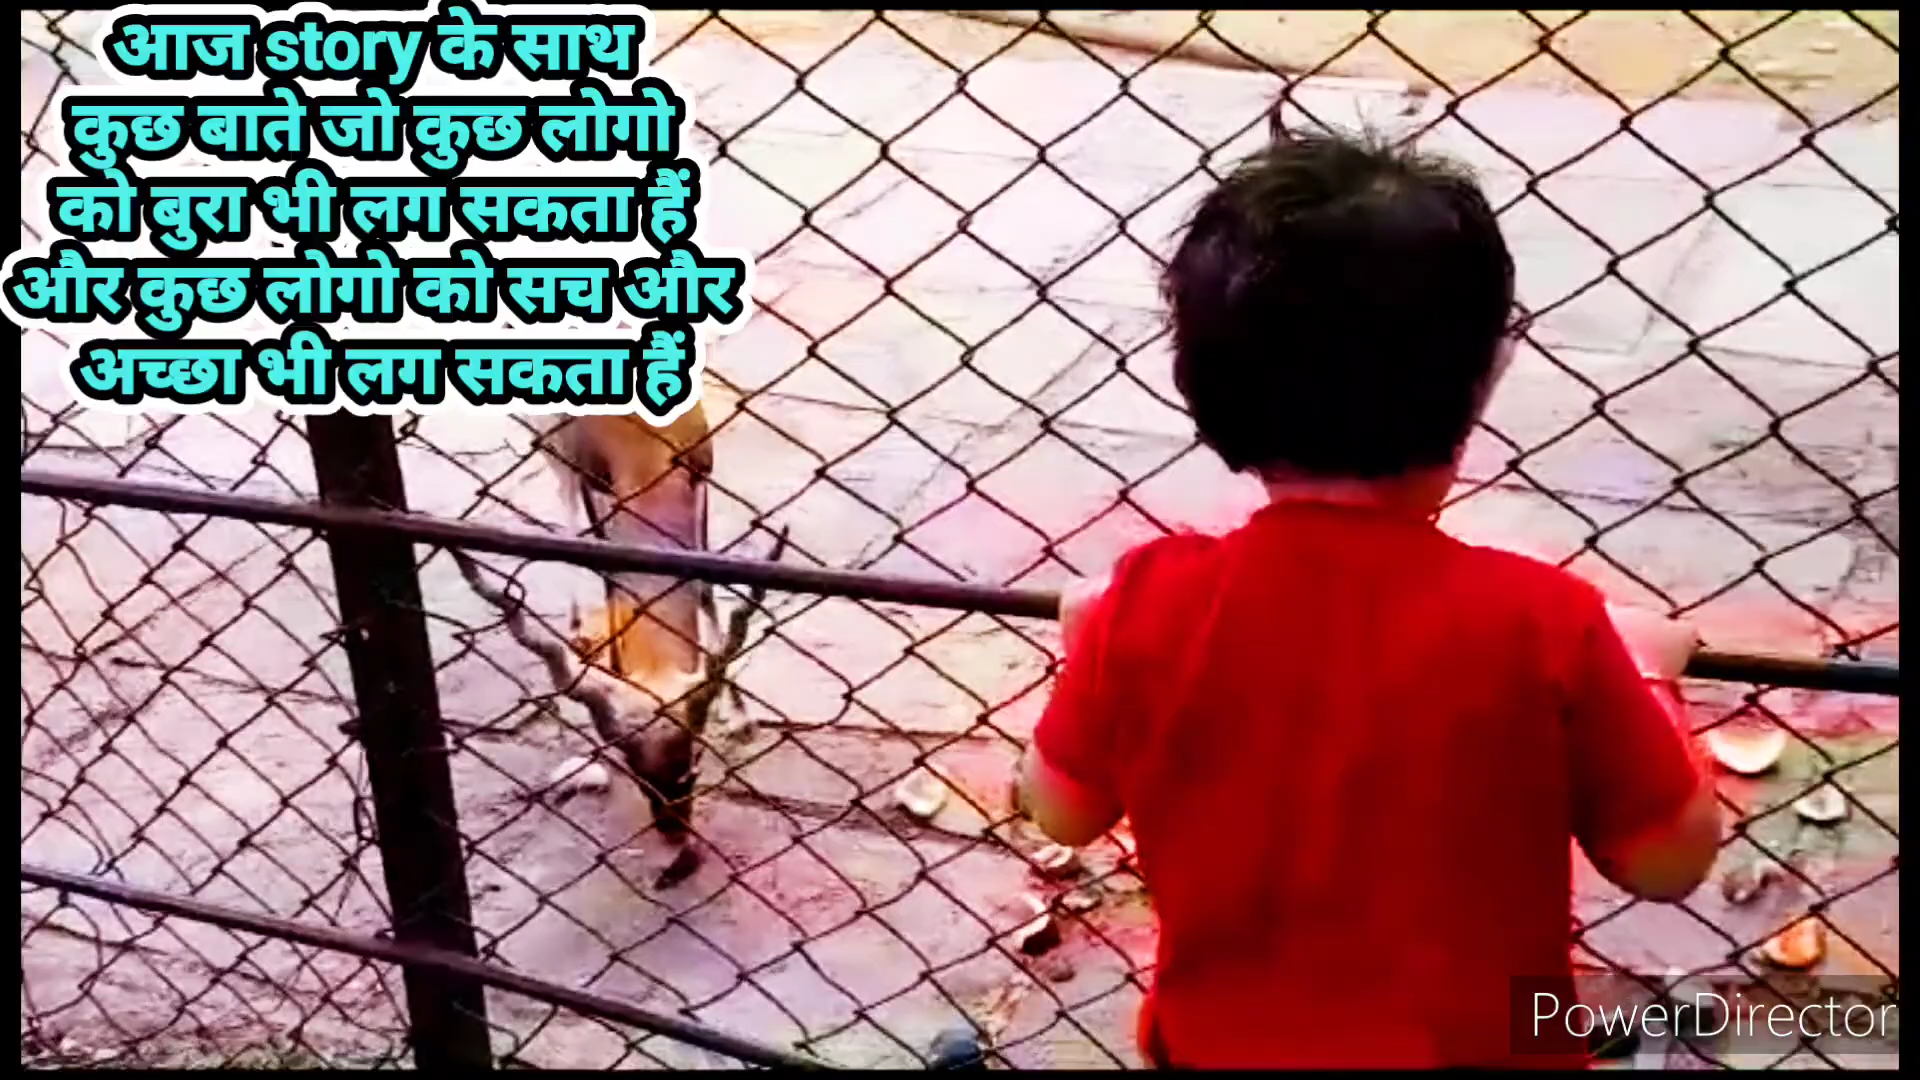 आज story के साथ
कुछ बाते जो कुछ लोगो
को बुरा भी लग सकता हैं
और कुछ लोगो को सच और
अच्छा भी लग सकता हैं
PowerDirector